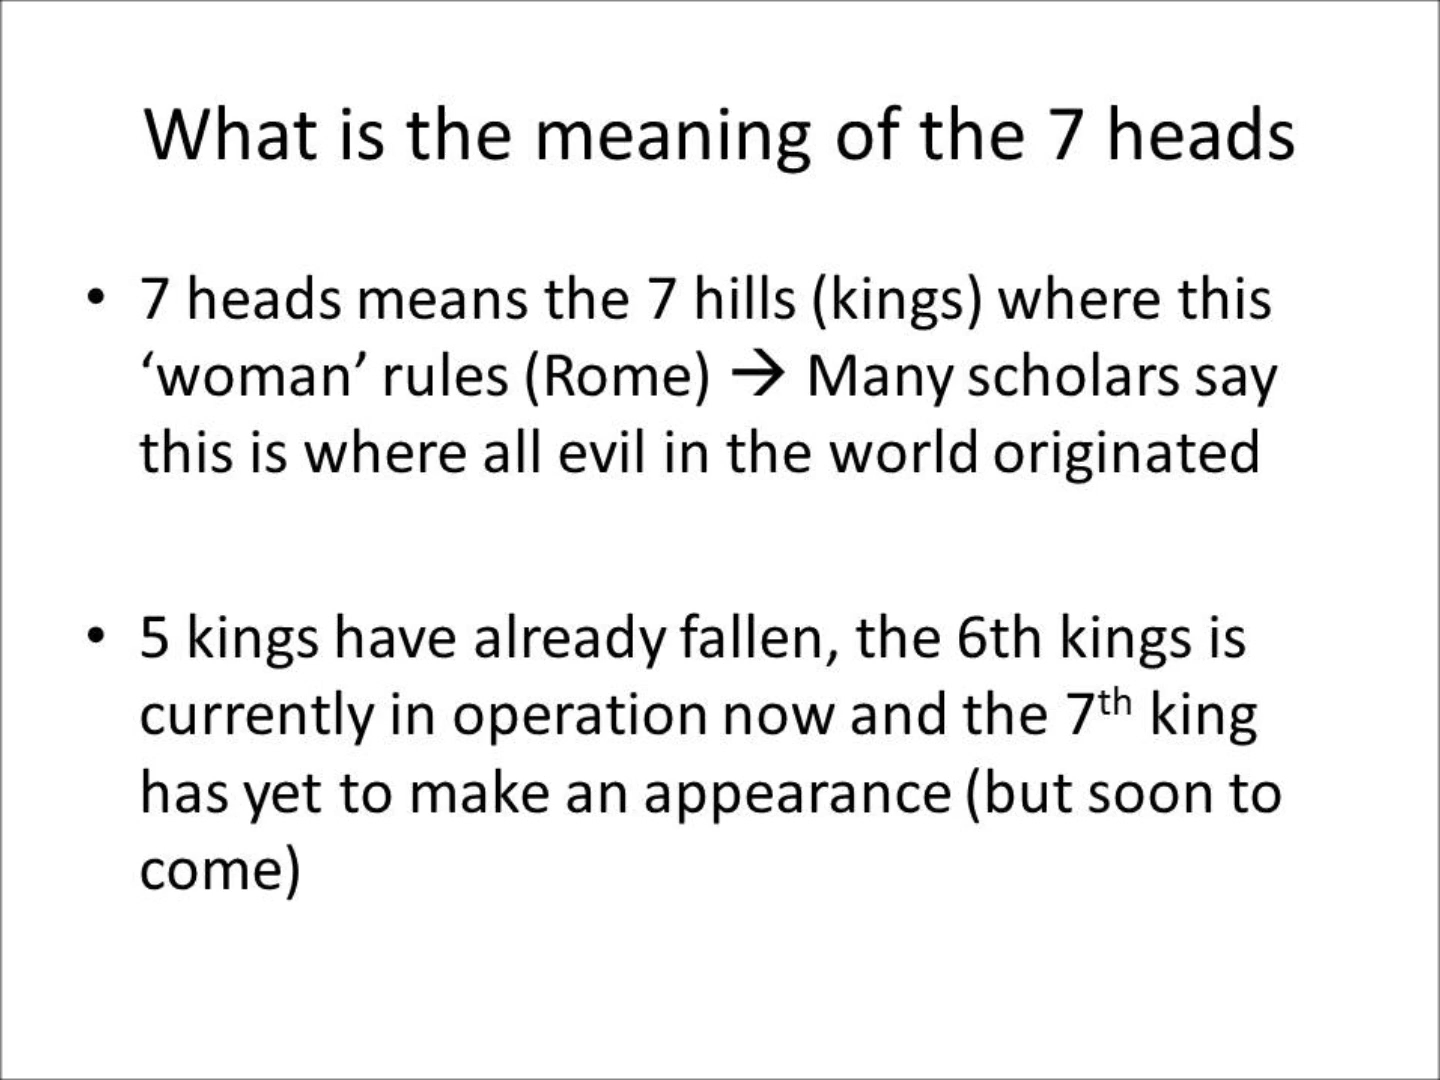 What is the meaning of the 7 heads
• 7 heads means the 7 hills (kings) where this
‘woman’ rules (Rome) → Many scholars say
this is where all evil in the world originated
• 5 kings have already fallen, the 6th kings is
currently in operation now and the 7th king
has yet to make an appearance (but soon to
come)